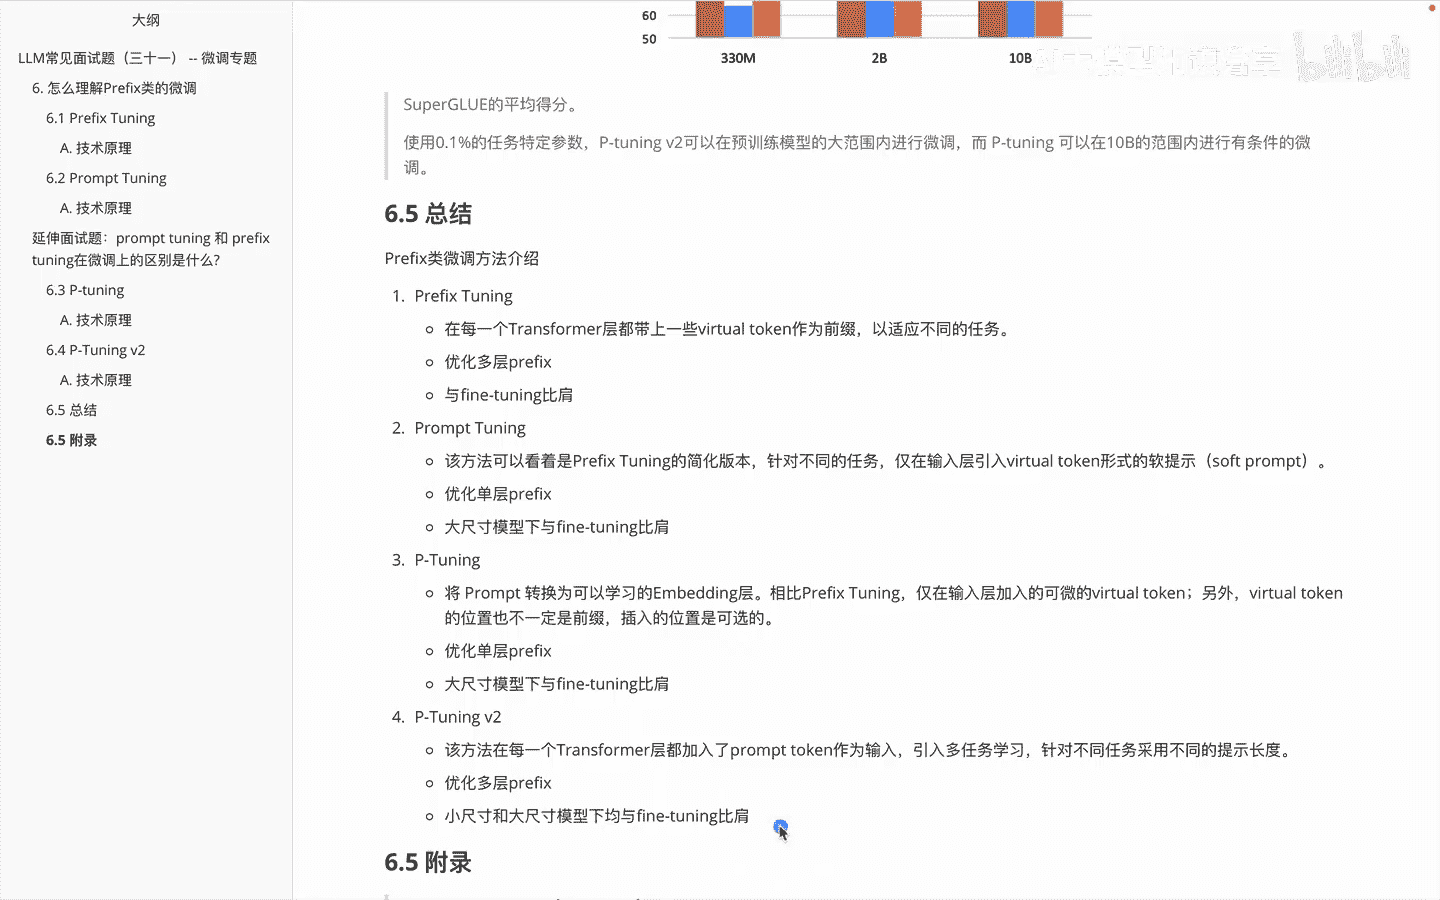 大纲
LLM常见面试题（三十一） -- 微调专题
6. 怎么理解Prefix类的微调
6.1 Prefix Tuning
A. 技术原理
6.2 Prompt Tuning
A. 技术原理
延伸面试题：prompt tuning 和 prefix
tuning在微调上的区别是什么?
6.3 P-tuning
A. 技术原理
6.4 P-Tuning v2
A. 技术原理
6.5 总结
6.5 附录
60
50
330M
2B
10B
SuperGLUE的平均得分。
使用0.1%的任务特定参数，P-tuning v2可以在预训练模型的大范围内进行微调，而 P-tuning 可以在10B的范围内进行有条件的微
调。
6.5 总结
Prefix类微调方法介绍
1. Prefix Tuning
在每一个Transformer层都带上一些virtual token作为前缀，以适应不同的任务。
优化多层prefix
与fine-tuning比肩
2. Prompt Tuning
该方法可以看着是Prefix Tuning的简化版本，针对不同的任务，仅在输入层引入virtual token形式的软提示（soft prompt）。
优化单层prefix
大尺寸模型下与fine-tuning比肩
3. P-Tuning
将 Prompt 转换为可以学习的Embedding层。相比Prefix Tuning，仅在输入层加入的可微的virtual token；另外，virtual token
的位置也不一定是前缀，插入的位置是可选的。
优化单层prefix
大尺寸模型下与fine-tuning比肩
4. P-Tuning v2
该方法在每一个Transformer层都加入了prompt token作为输入，引入多任务学习，针对不同任务采用不同的提示长度。
优化多层prefix
小尺寸和大尺寸模型下均与fine-tuning比肩
6.5 附录
bilibili